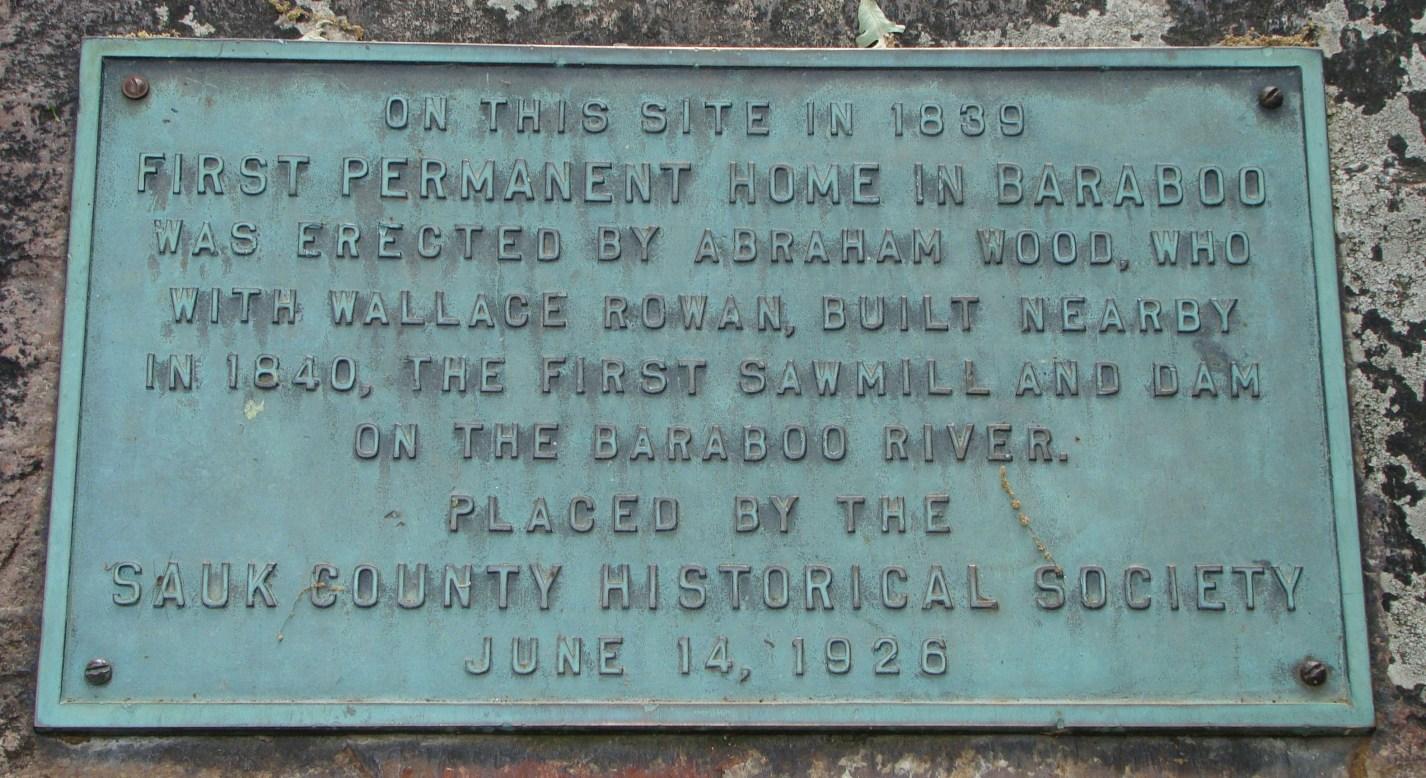 ON THIS SITE IN 1839
FIRST PERMANENT HOME IN BARABOO
WAS ERECTED BY ABRAHAM WOOD, WHO
WITH WALLACE ROWAN, BUILT NEARBY
IN 1840, THE FIRST SAWMILL AND DAM
ON THE BARABOO RIVER.
PLACED BY THE
SAUK COUNTY HISTORICAL SOCIETY
JUNE 14, 1926